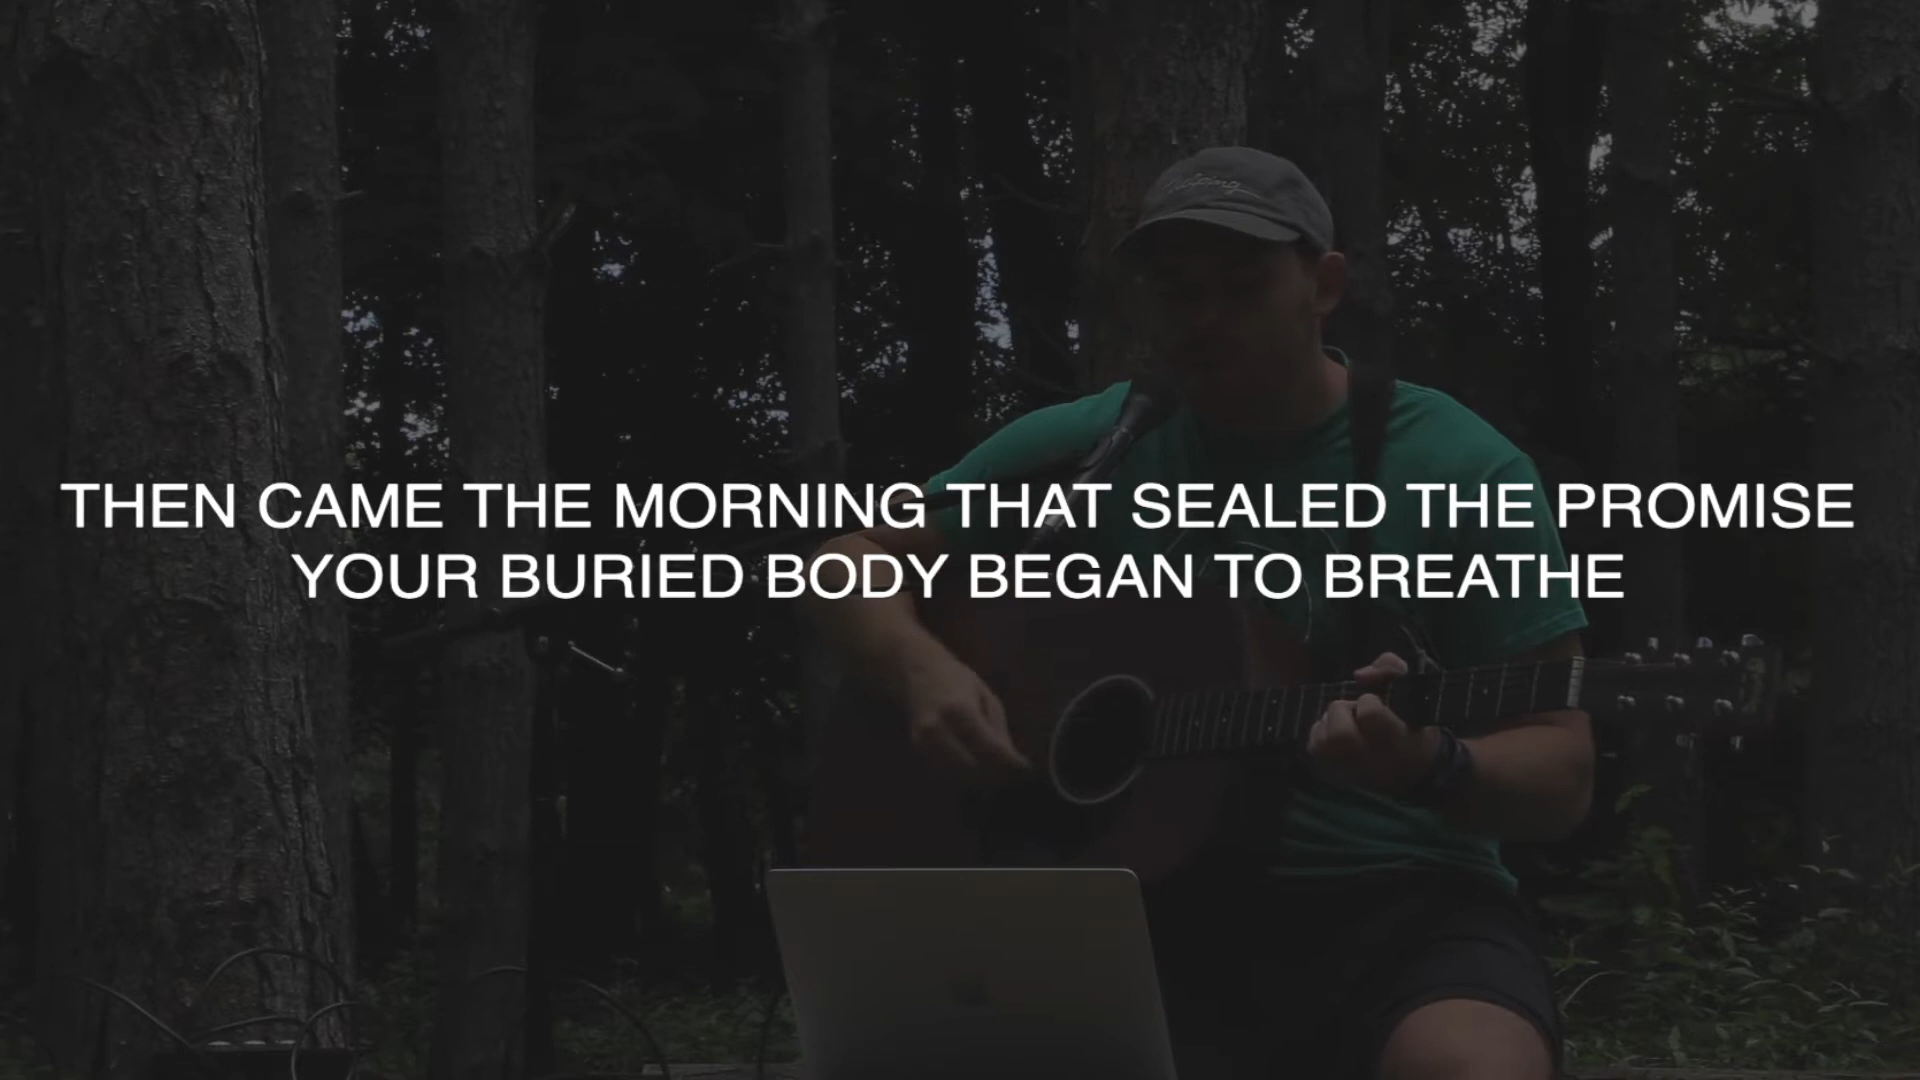 THEN CAME THE MORNING THAT SEALED THE PROMISE
YOUR BURIED BODY BEGAN TO BREATHE